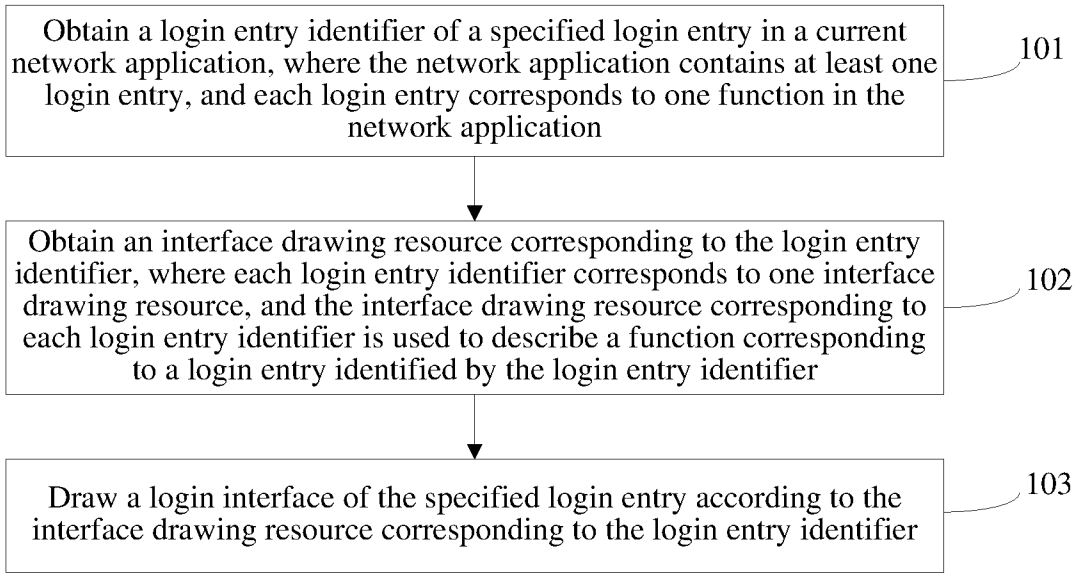 Obtain a login entry identifier of a specified login entry in a current
network application, where the network application contains at least one
login entry, and each login entry corresponds to one function in the
network application
101
Obtain an interface drawing resource corresponding to the login entry
identifier, where each login entry identifier corresponds to one interface
drawing resource, and the interface drawing resource corresponding to
each login entry identifier is used to describe a function corresponding
to a login entry identified by the login entry identifier
102
Draw a login interface of the specified login entry according to the
interface drawing resource corresponding to the login entry identifier
103